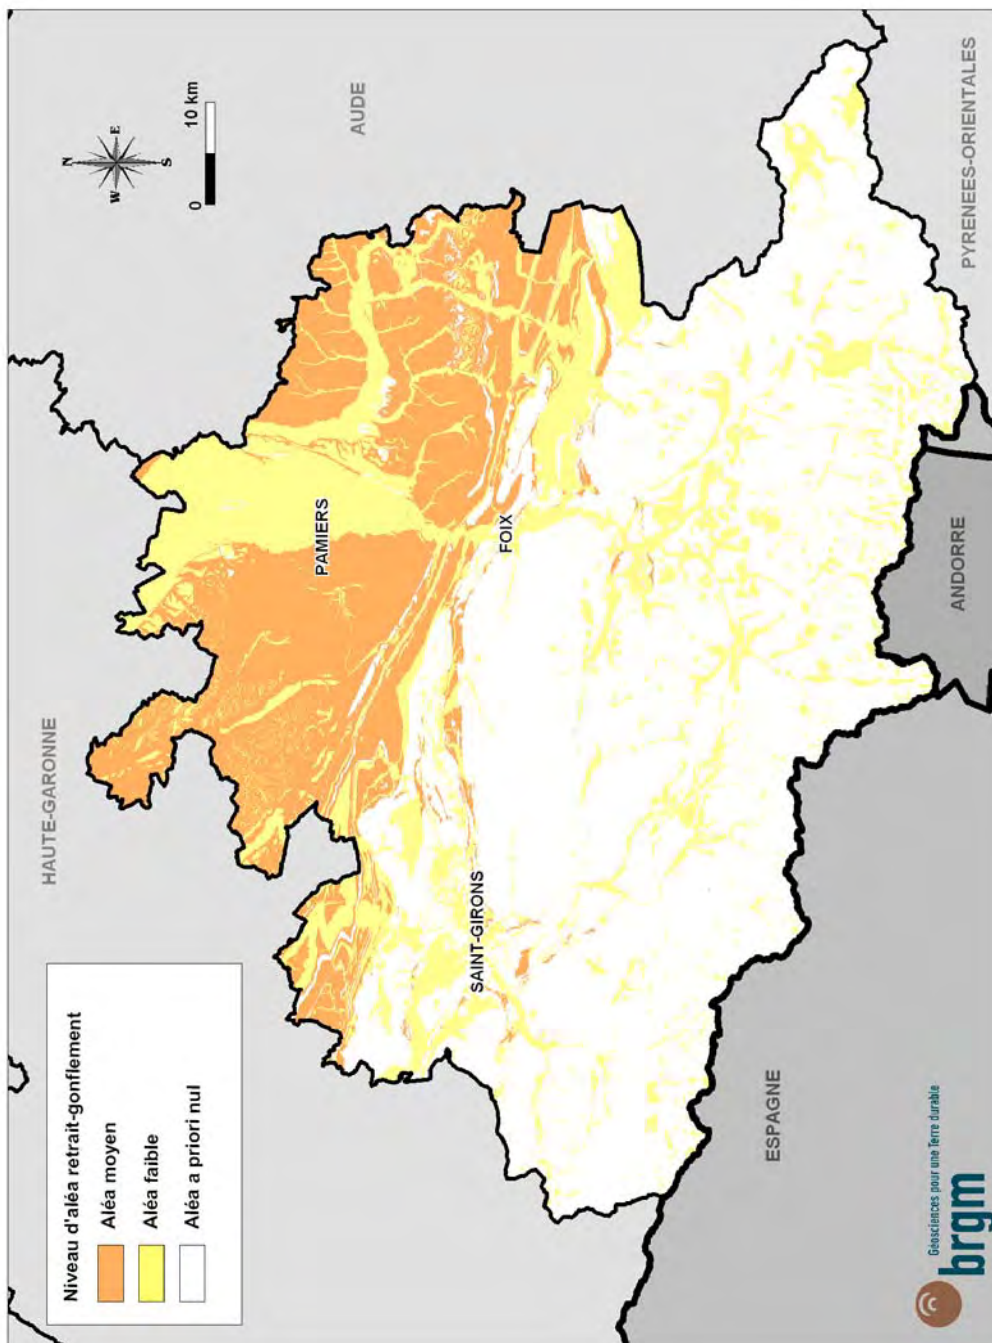 Niveau d'aléa retrait-gonflement
Aléa moyen
Aléa faible
Aléa a priori nul
HAUTE-GARONNE
N
W
E
S
0
10 km
AUDE
PAMIERS
FOIX
SAINT-GIRONS
ESPAGNE
ANDORRE
PYRENEES-ORIENTALES
Géosciences pour une Terre durable
brgm